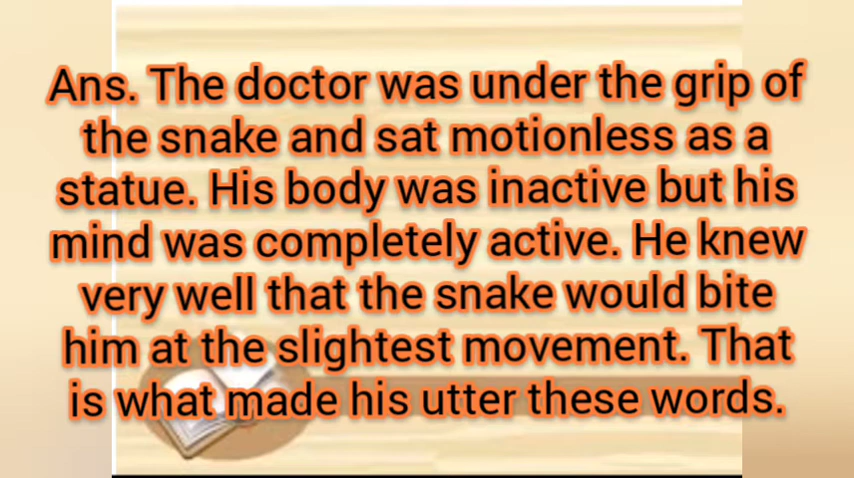 Ans. The doctor was under the grip of
the snake and sat motionless as a
statue. His body was inactive but his
mind was completely active. He knew
very well that the snake would bite
him at the slightest movement. That
is what made his utter these words.